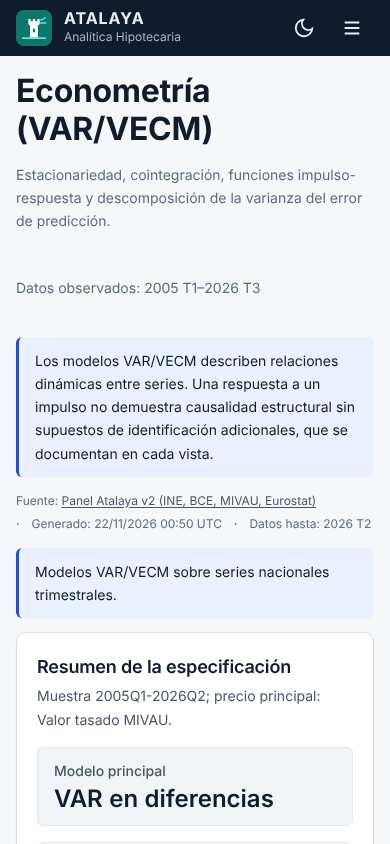 ATALAYA
Analítica Hipotecaria
Econometría
(VAR/VECM)
Estacionariedad, cointegración, funciones impulso-
respuesta y descomposición de la varianza del error
de predicción.
Datos observados: 2005 T1–2026 T3
Los modelos VAR/VECM describen relaciones
dinámicas entre series. Una respuesta a un
impulso no demuestra causalidad estructural sin
supuestos de identificación adicionales, que se
documentan en cada vista.
Fuente: Panel Atalaya v2 (INE, BCE, MIVAU, Eurostat)
· Generado: 22/11/2026 00:50 UTC · Datos hasta: 2026 T2
Modelos VAR/VECM sobre series nacionales
trimestrales.
Resumen de la especificación
Muestra 2005Q1-2026Q2; precio principal:
Valor tasado MIVAU.
Modelo principal
VAR en diferencias